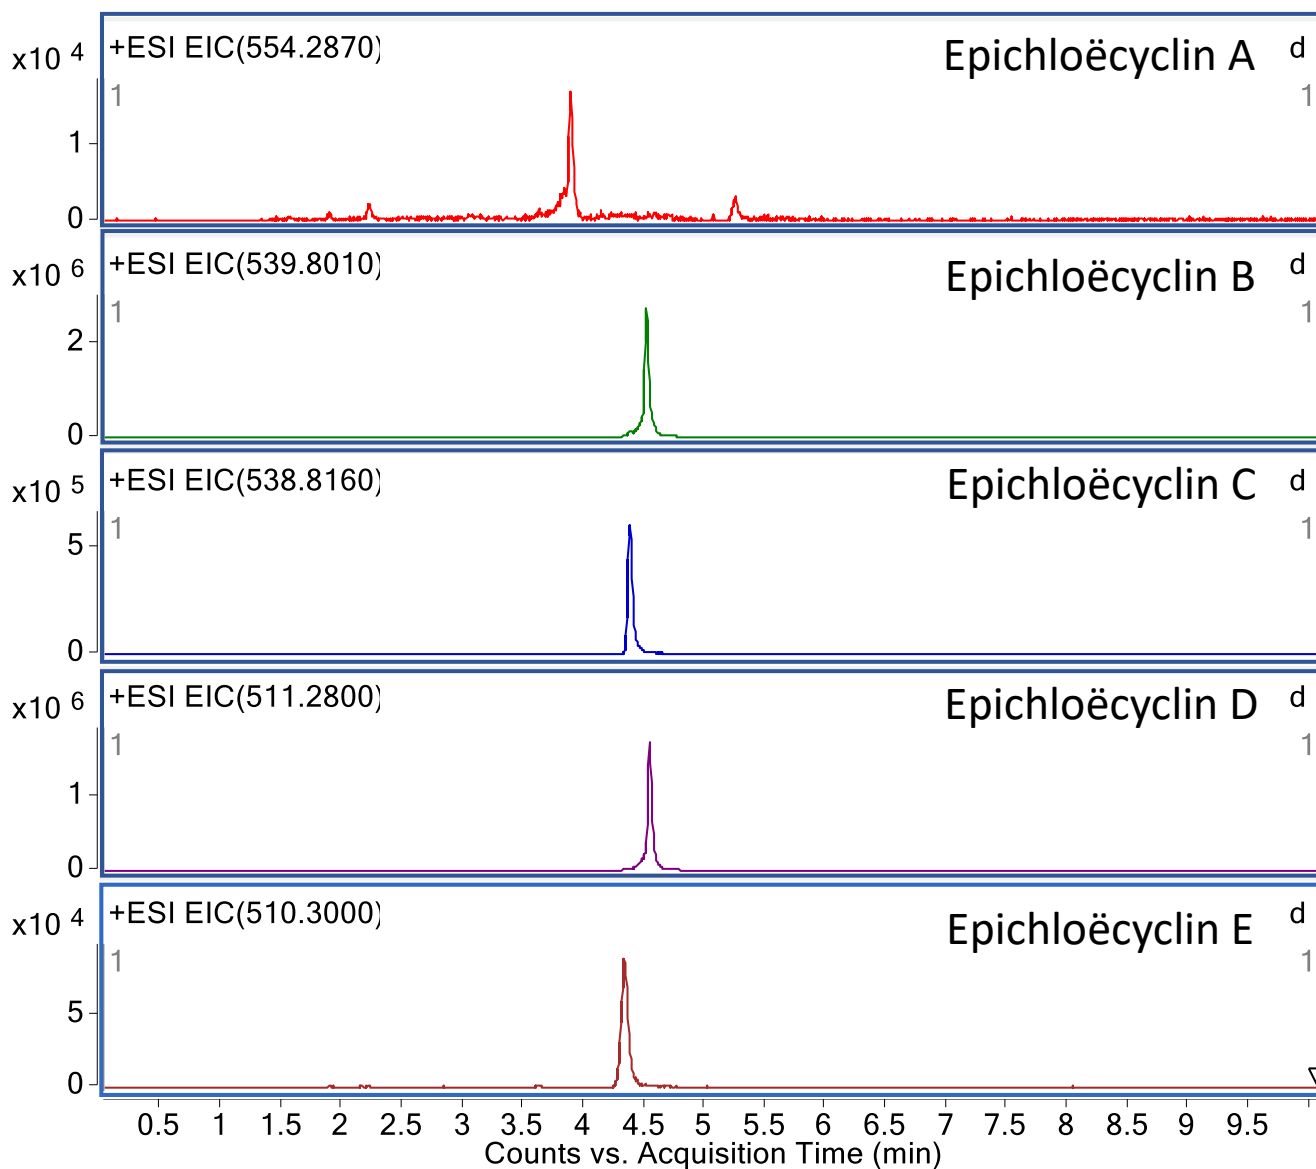 +ESI EIC(554.2870) Epichloëcyclin A d
x10 4
1 1
1
0
+ESI EIC(539.8010) Epichloëcyclin B d
x10 6
1 1
2
0
+ESI EIC(538.8160) Epichloëcyclin C d
x10 5
1 1
5
0
+ESI EIC(511.2800) Epichloëcyclin D d
x10 6
1 1
1
0
+ESI EIC(510.3000) Epichloëcyclin E d
x10 4
1 1
5
0
0.5 1 1.5 2 2.5 3 3.5 4 4.5 5 5.5 6 6.5 7 7.5 8 8.5 9 9.5
Counts vs. Acquisition Time (min)